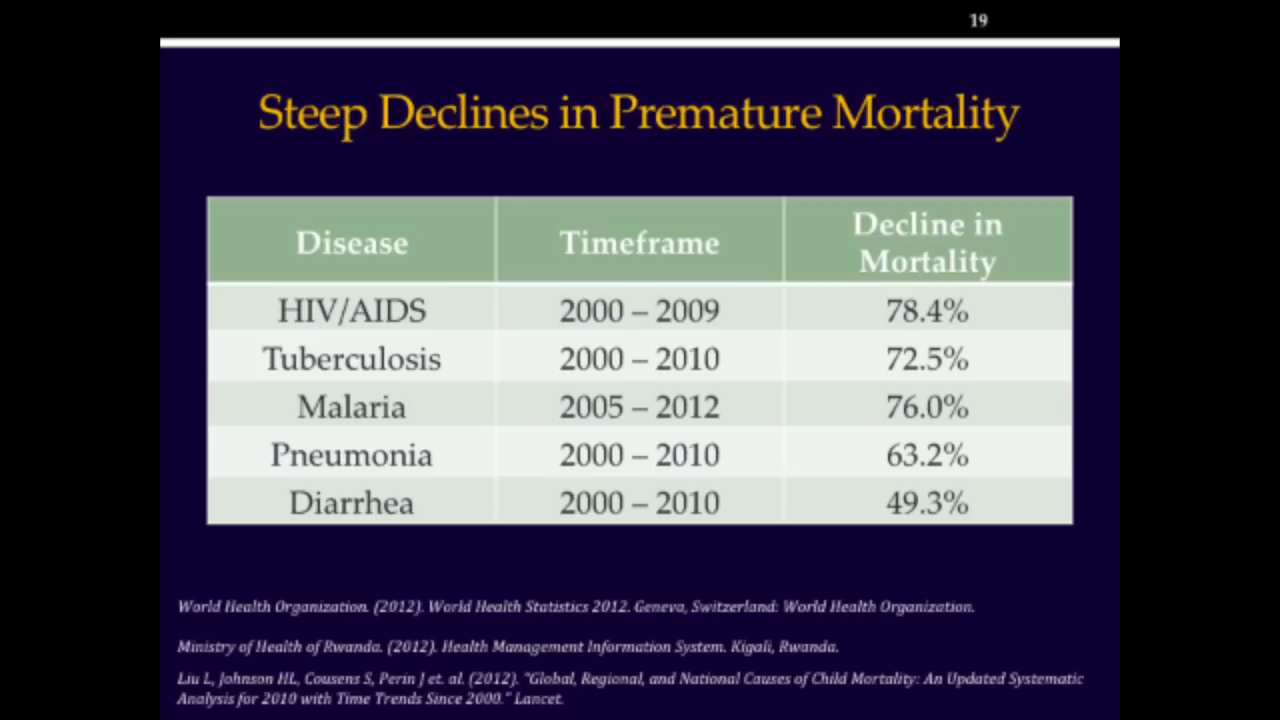 19
Steep Declines in Premature Mortality
Disease Timeframe Decline in Mortality
HIV/AIDS 2000 – 2009 78.4%
Tuberculosis 2000 – 2010 72.5%
Malaria 2005 – 2012 76.0%
Pneumonia 2000 – 2010 63.2%
Diarrhea 2000 – 2010 49.3%
World Health Organization. (2012). World Health Statistics 2012. Geneva, Switzerland: World Health Organization.
Ministry of Health of Rwanda. (2012). Health Management Information System. Kigali, Rwanda.
Liu L, Johnson HL, Cousens S, Perin J et. al. (2012). "Global, Regional, and National Causes of Child Mortality: An Updated Systematic
Analysis for 2010 with Time Trends Since 2000." Lancet.